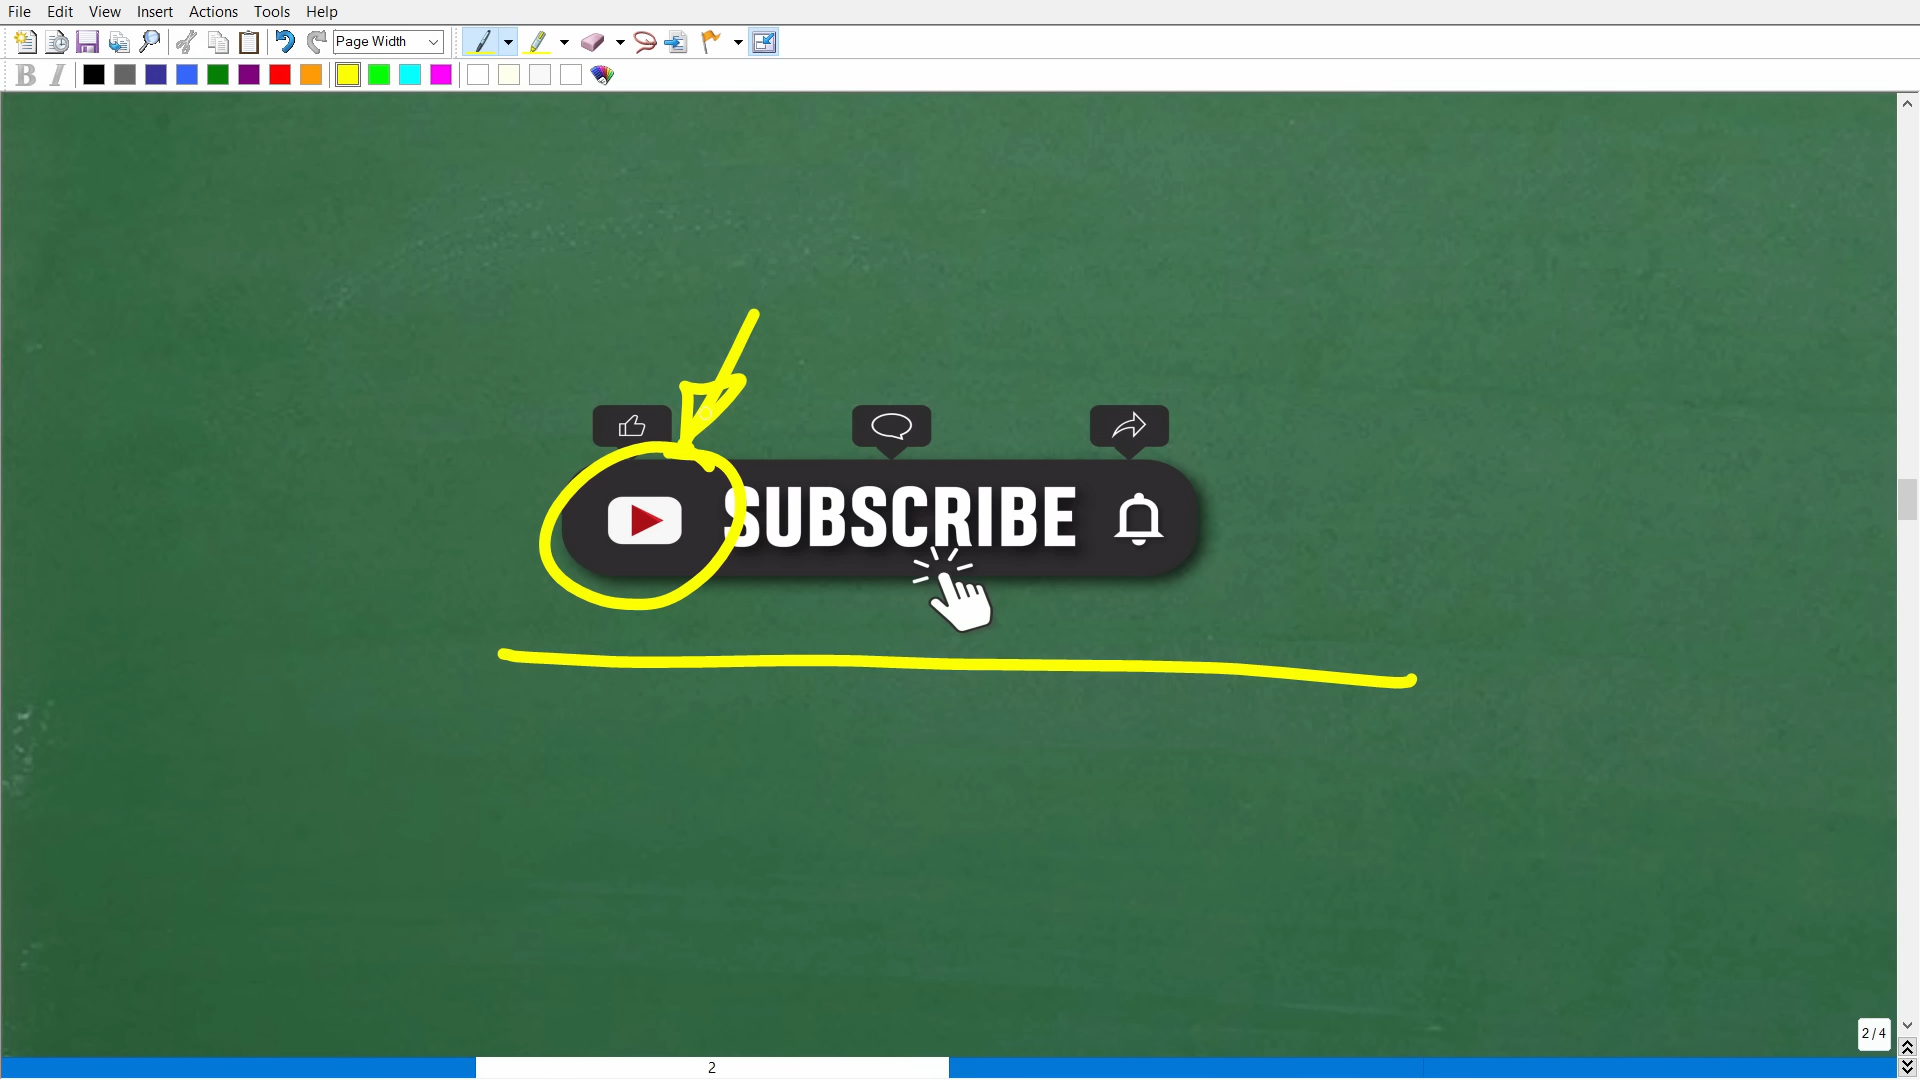 File Edit View Insert Actions Tools Help
Page Width
B I
SUBSCRIBE
2 / 4
2